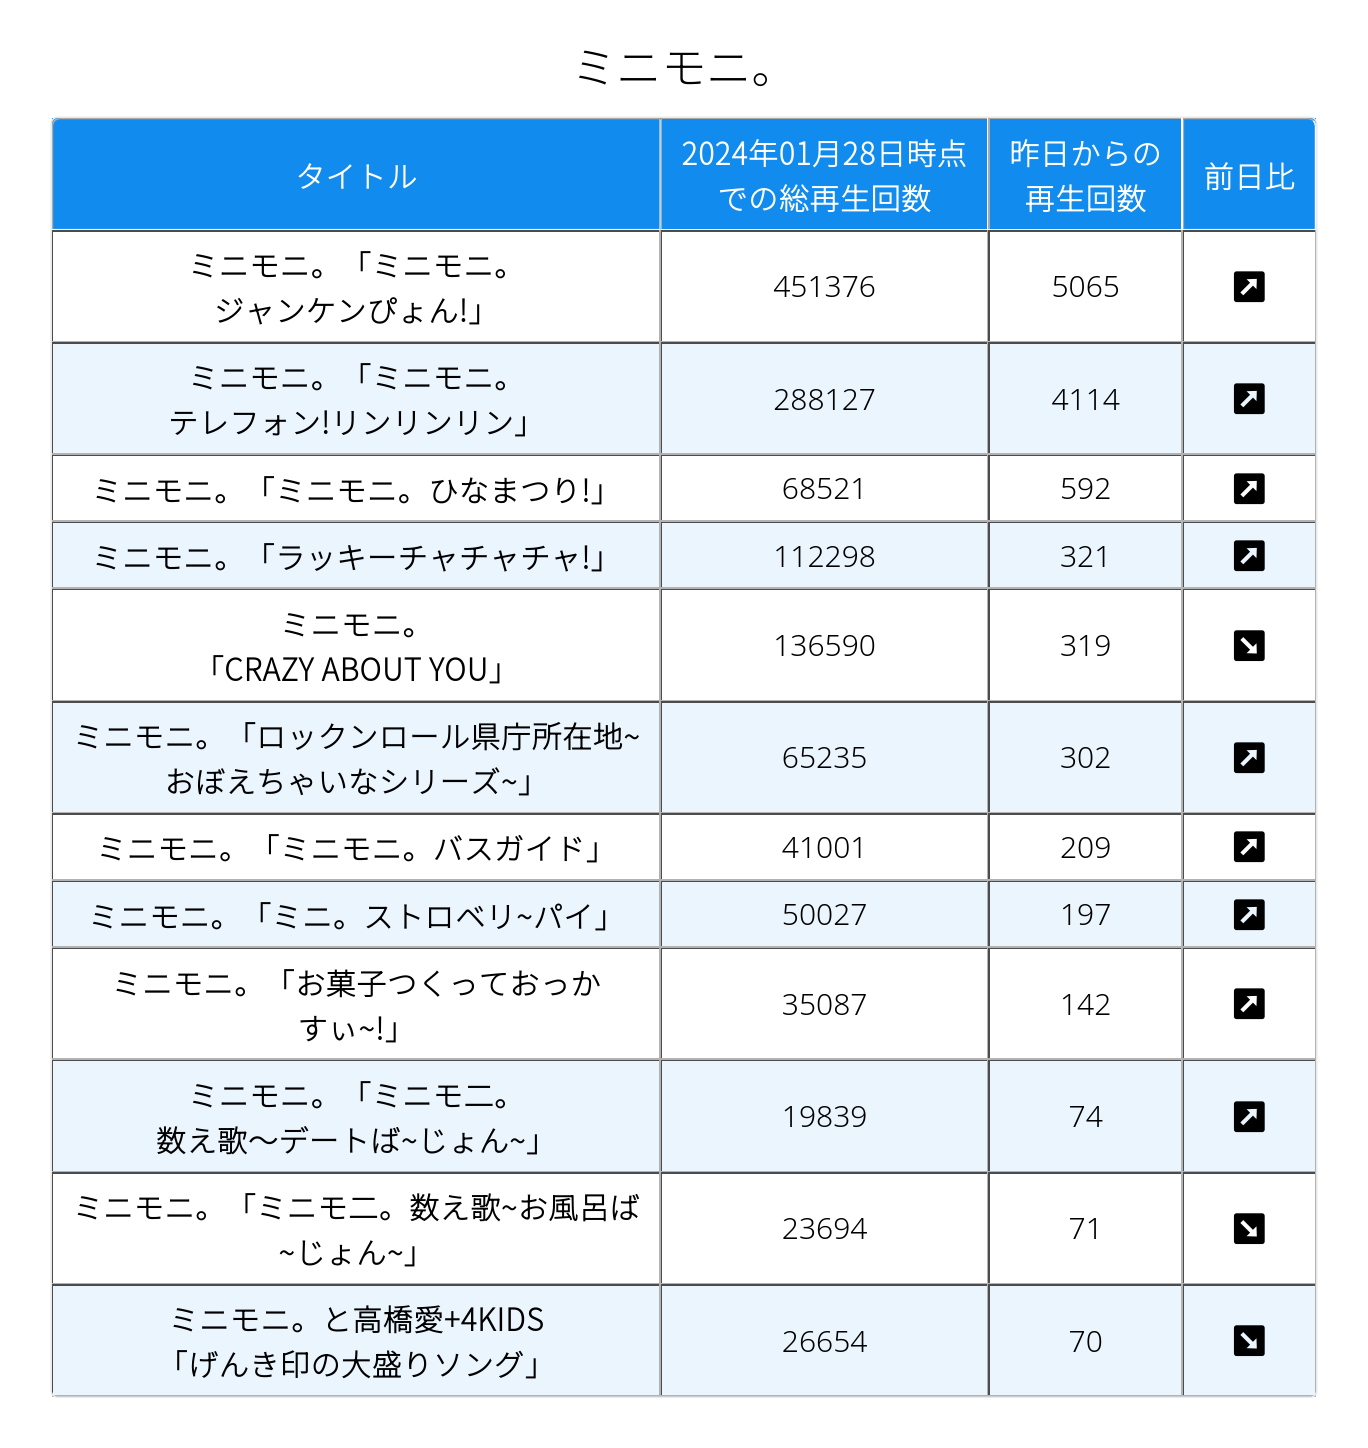 ミニモニ。
タイトル
2024年01月28日時点
での総再生回数
昨日からの
再生回数
前日比
ミニモニ。「ミニモニ。
ジャンケンぴょん!」
451376
5065
ミニモニ。「ミニモニ。
テレフォン!リンリンリン」
288127
4114
ミニモニ。「ミニモニ。ひなまつり!」
68521
592
ミニモニ。「ラッキーチャチャチャ!」
112298
321
ミニモニ。
「CRAZY ABOUT YOU」
136590
319
ミニモニ。「ロックンロール県庁所在地~
おぼえちゃいなシリーズ~」
65235
302
ミニモニ。「ミニモニ。バスガイド」
41001
209
ミニモニ。「ミニ。ストロベリ~パイ」
50027
197
ミニモニ。「お菓子つくっておっか
すぃ~!」
35087
142
ミニモニ。「ミニモ二。
数え歌〜デートば~じょん~」
19839
74
ミニモニ。「ミニモ二。数え歌~お風呂ば
~じょん~」
23694
71
ミニモニ。と高橋愛+4KIDS
「げんき印の大盛りソング」
26654
70